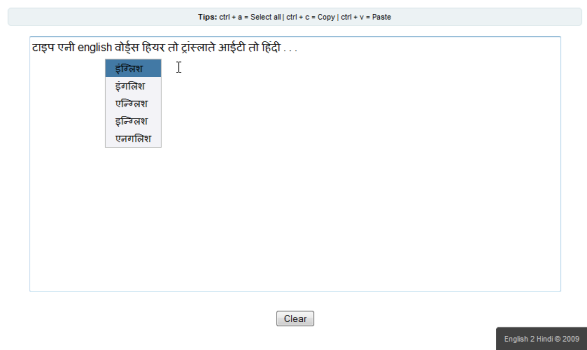 Tips: ctrl + a = Select all | ctrl + c = Copy | ctrl + v = Paste
टाइप एनी english वोर्ड्स हियर तो ट्रांस्लाते आईटी तो हिंदी . . .
इंग्लिश
इंगलिश
एन्ग्लिश
इन्ग्लिश
एनगलिश
Clear
English 2 Hindi © 2009